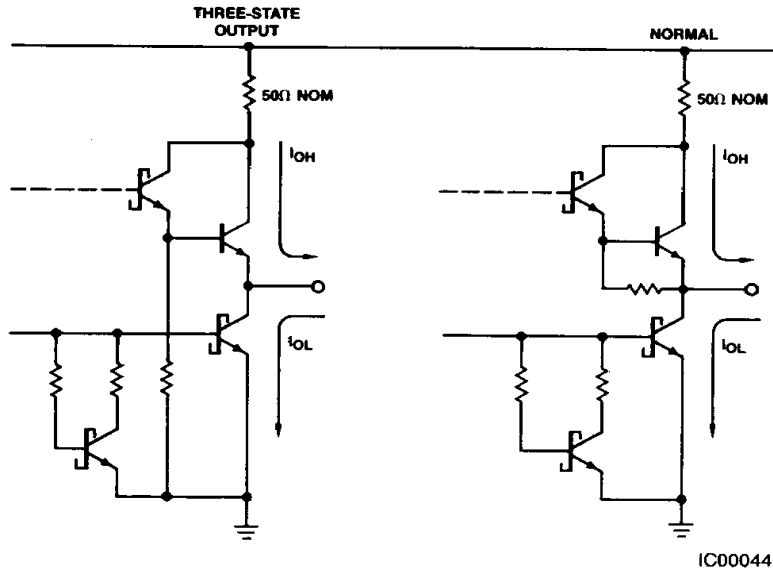 THREE-STATE
OUTPUT
NORMAL
50Ω NOM
50Ω NOM
IOH
IOH
IOL
IOL
IC00044